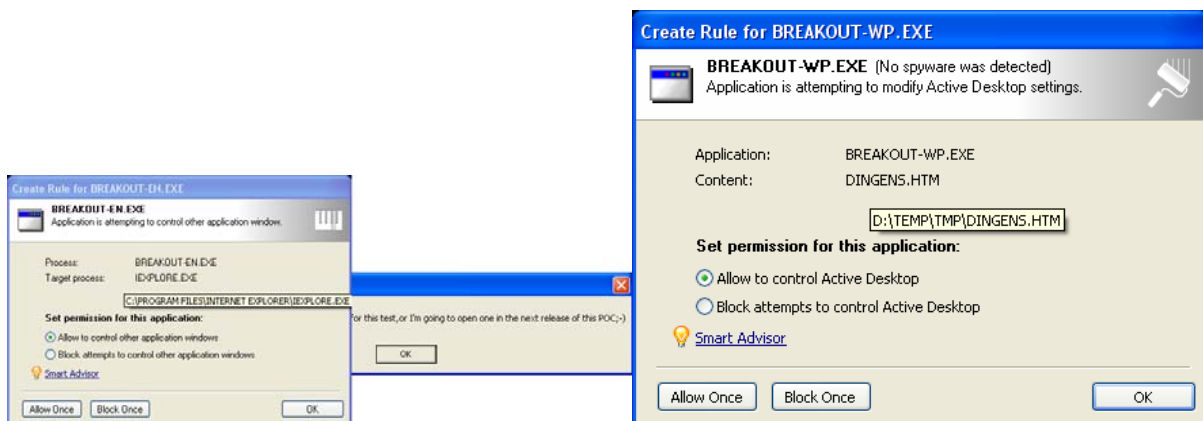 Create Rule for BREAKOUT-EN.EXE
BREAKOUT-EN.EXE
Application is attempting to control other application window.
Process: BREAKOUT-EN.EXE
Target process: IEXPLORE.EXE
C:\PROGRAM FILES\INTERNET EXPLORER\IEXPLORE.EXE
Set permission for this application:
Allow to control other application windows
Block attempts to control other application windows
Smart Advisor
Allow Once Block Once OK
for this test,or I'm going to open one in the next release of this POC;-)
OK
Create Rule for BREAKOUT-WP.EXE
BREAKOUT-WP.EXE (No spyware was detected)
Application is attempting to modify Active Desktop settings.
Application: BREAKOUT-WP.EXE
Content: DINGENS.HTM
D:\TEMP\TMP\DINGENS.HTM
Set permission for this application:
Allow to control Active Desktop
Block attempts to control Active Desktop
Smart Advisor
Allow Once Block Once OK